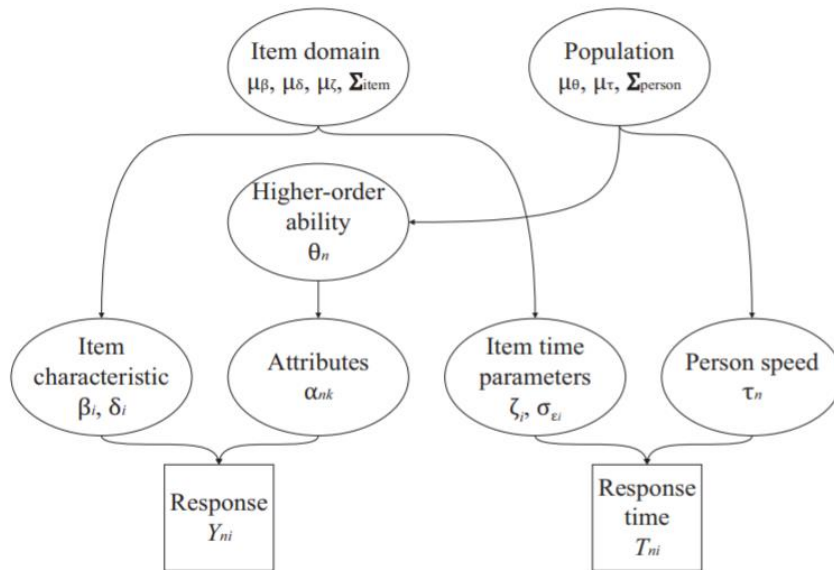 Item domain
μβ, μδ, μζ, Σitem
Population
μθ, μτ, Σperson
Higher-order
ability
θn
Item
characteristic
βi, δi
Attributes
αnk
Item time
parameters
ζi, σεi
Person speed
τn
Response
Yni
Response
time
Tni